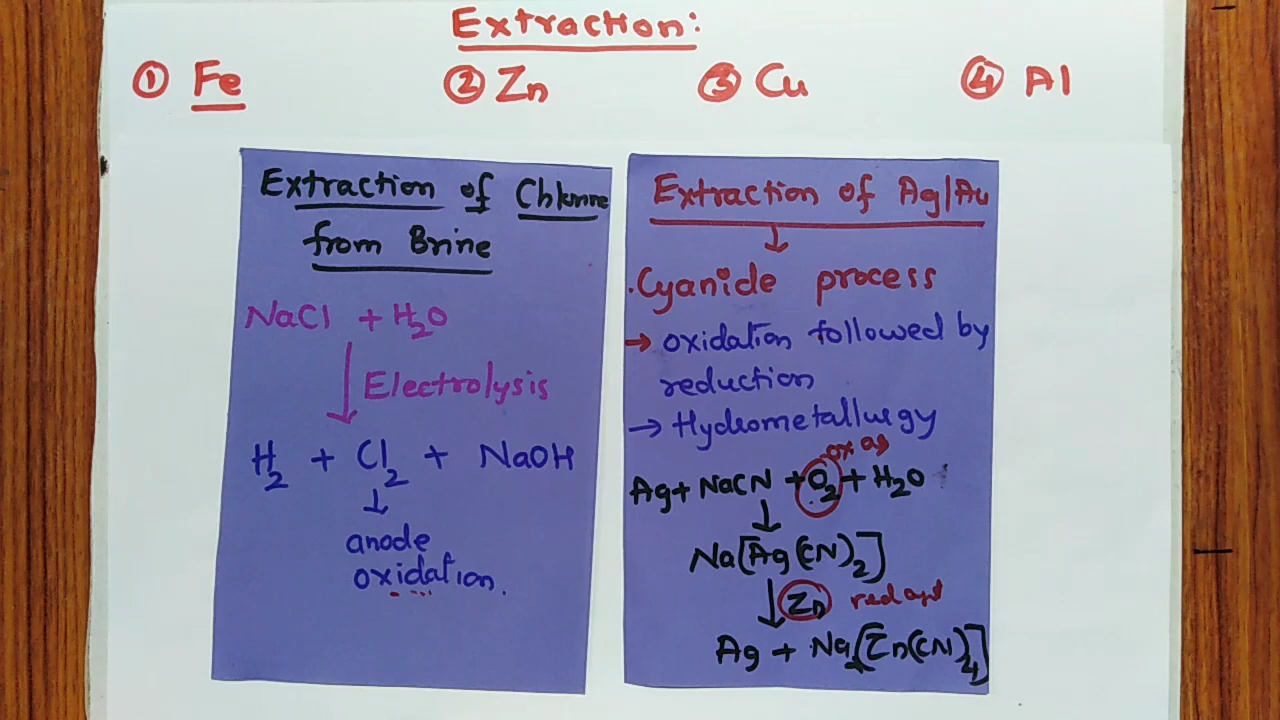 Extraction:
① Fe ② Zn ③ Cu ④ Al
Extraction of Chlorine
from Brine
NaCl + H₂O
↓ Electrolysis
H₂ + Cl₂ + NaOH
↓
anode
oxidation.
Extraction of Ag/Au
↓
.Cyanide process
→ oxidation followed by
reduction
→ Hydrometallurgy
ox ag
Ag + NaCN + O₂ + H₂O
↓
Na[Ag(CN)₂]
↓ Zn red agt
Ag + Na₂[Zn(CN)₄]